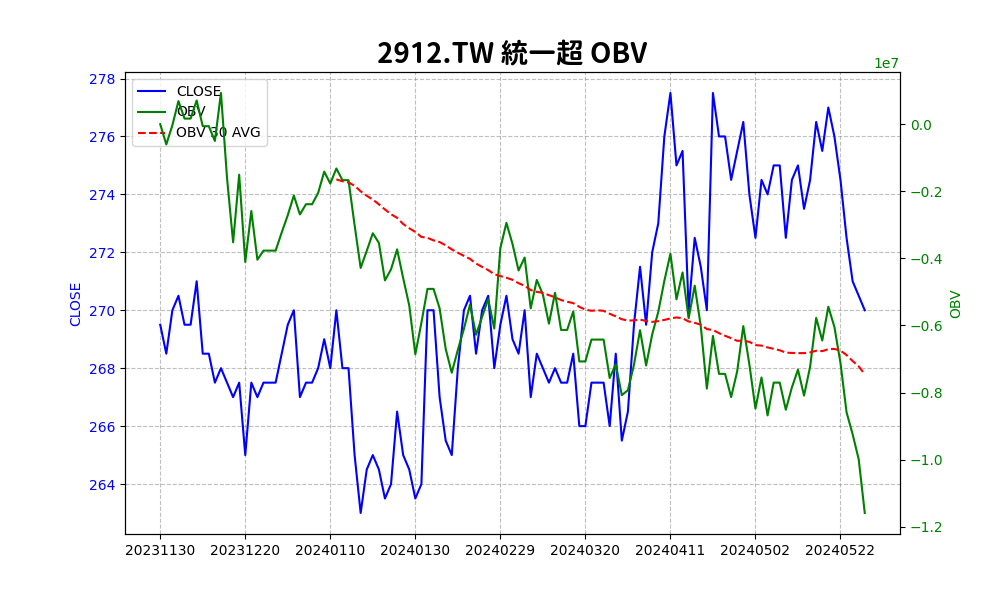 2912.TW 統一超 OBV
1e7
CLOSE
OBV
OBV 30 AVG
278
276
274
272
270
268
266
264
CLOSE
0.0
−0.2
−0.4
−0.6
−0.8
−1.0
−1.2
OBV
20231130 20231220 20240110 20240130 20240229 20240320 20240411 20240502 20240522